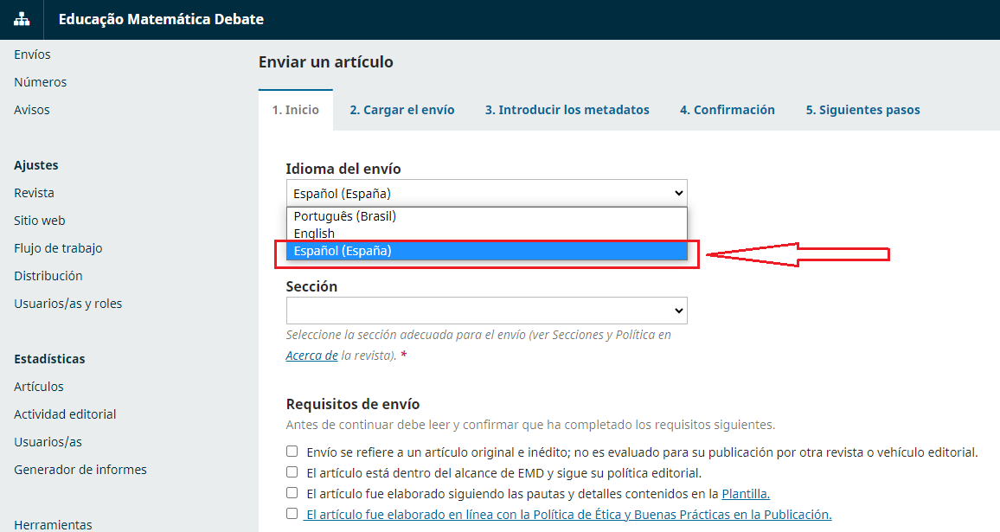 Educação Matemática Debate
Envíos
Números
Avisos
Ajustes
Revista
Sitio web
Flujo de trabajo
Distribución
Usuarios/as y roles
Estadísticas
Artículos
Actividad editorial
Usuarios/as
Generador de informes
Herramientas
Enviar un artículo
1. Inicio 2. Cargar el envío 3. Introducir los metadatos 4. Confirmación 5. Siguientes pasos
Idioma del envío
Español (España)
Português (Brasil)
English
Español (España)
Sección
Seleccione la sección adecuada para el envío (ver Secciones y Política en
Acerca de la revista). *
Requisitos de envío
Antes de continuar debe leer y confirmar que ha completado los requisitos siguientes.
Envío se refiere a un artículo original e inédito; no es evaluado para su publicación por otra revista o vehículo editorial.
El artículo está dentro del alcance de EMD y sigue su política editorial.
El artículo fue elaborado siguiendo las pautas y detalles contenidos en la Plantilla.
El artículo fue elaborado en línea con la Política de Ética y Buenas Prácticas en la Publicación.